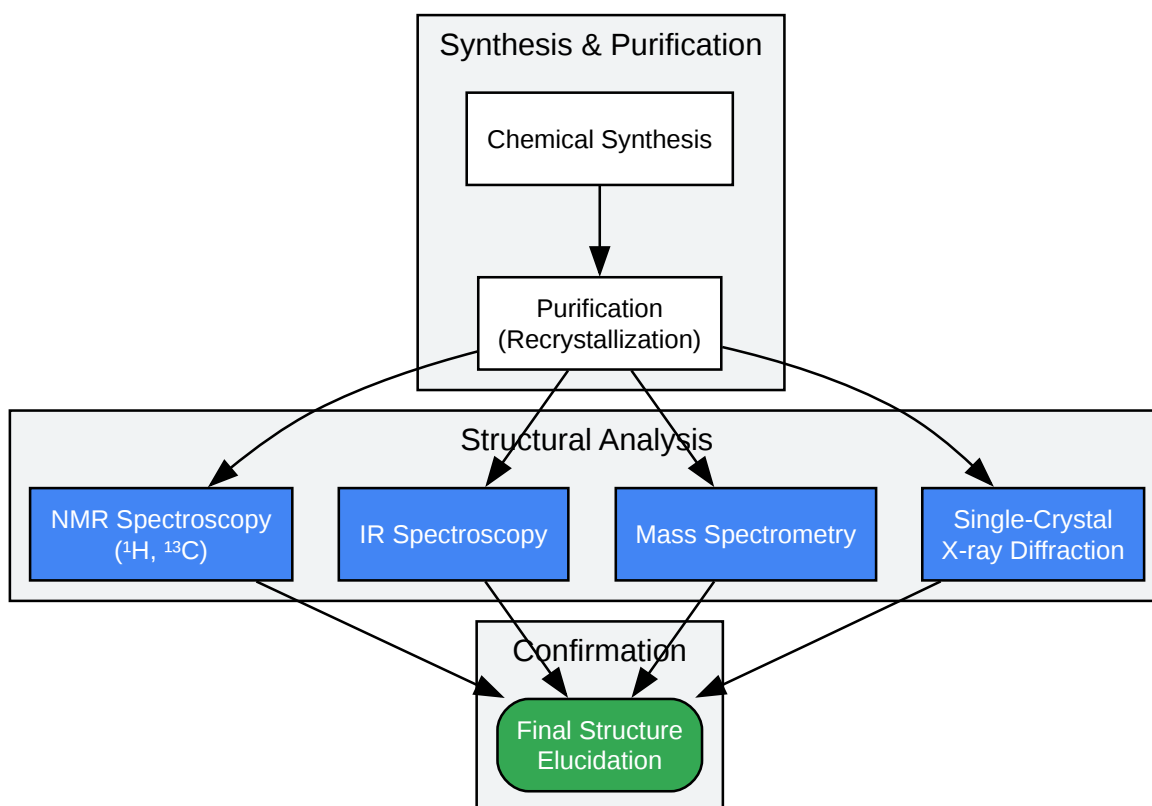 Synthesis & Purification
Chemical Synthesis
Purification
(Recrystallization)
Structural Analysis
NMR Spectroscopy
(¹H, ¹³C)
IR Spectroscopy
Mass Spectrometry
Single-Crystal
X-ray Diffraction
Confirmation
Final Structure
Elucidation